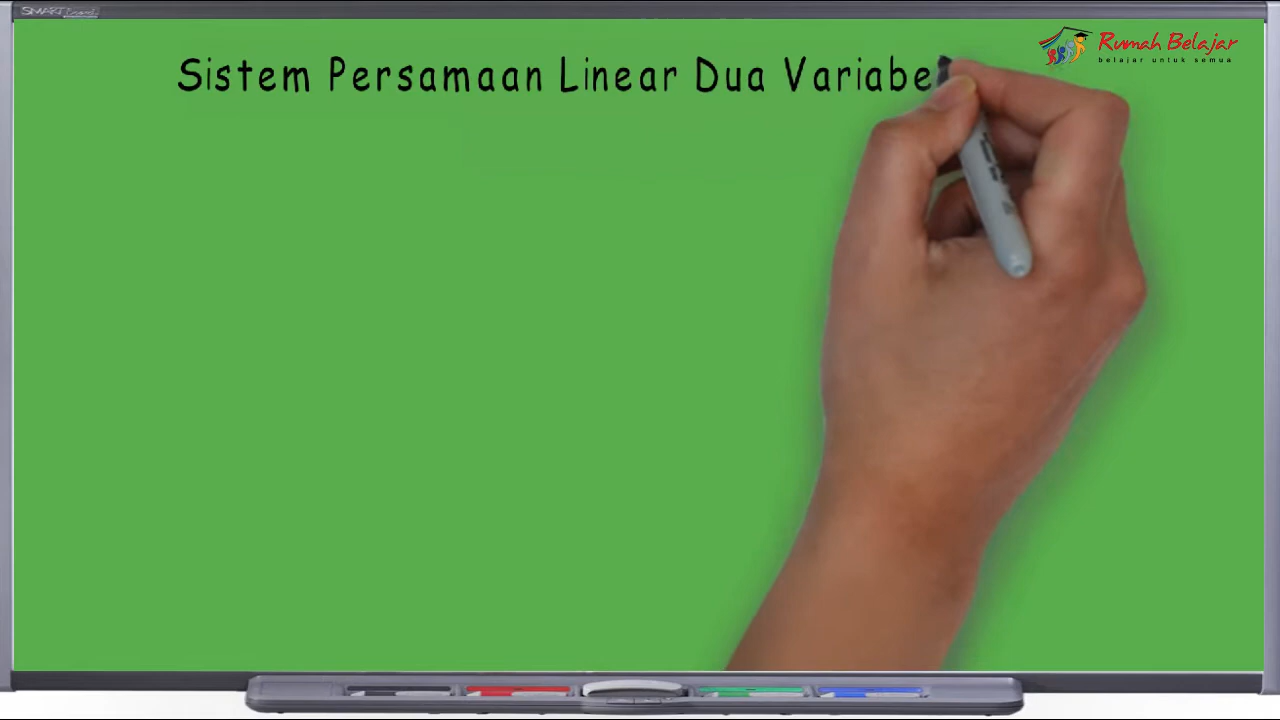 Sistem Persamaan Linear Dua Variabe
Rumah Belajar
belajar untuk semua